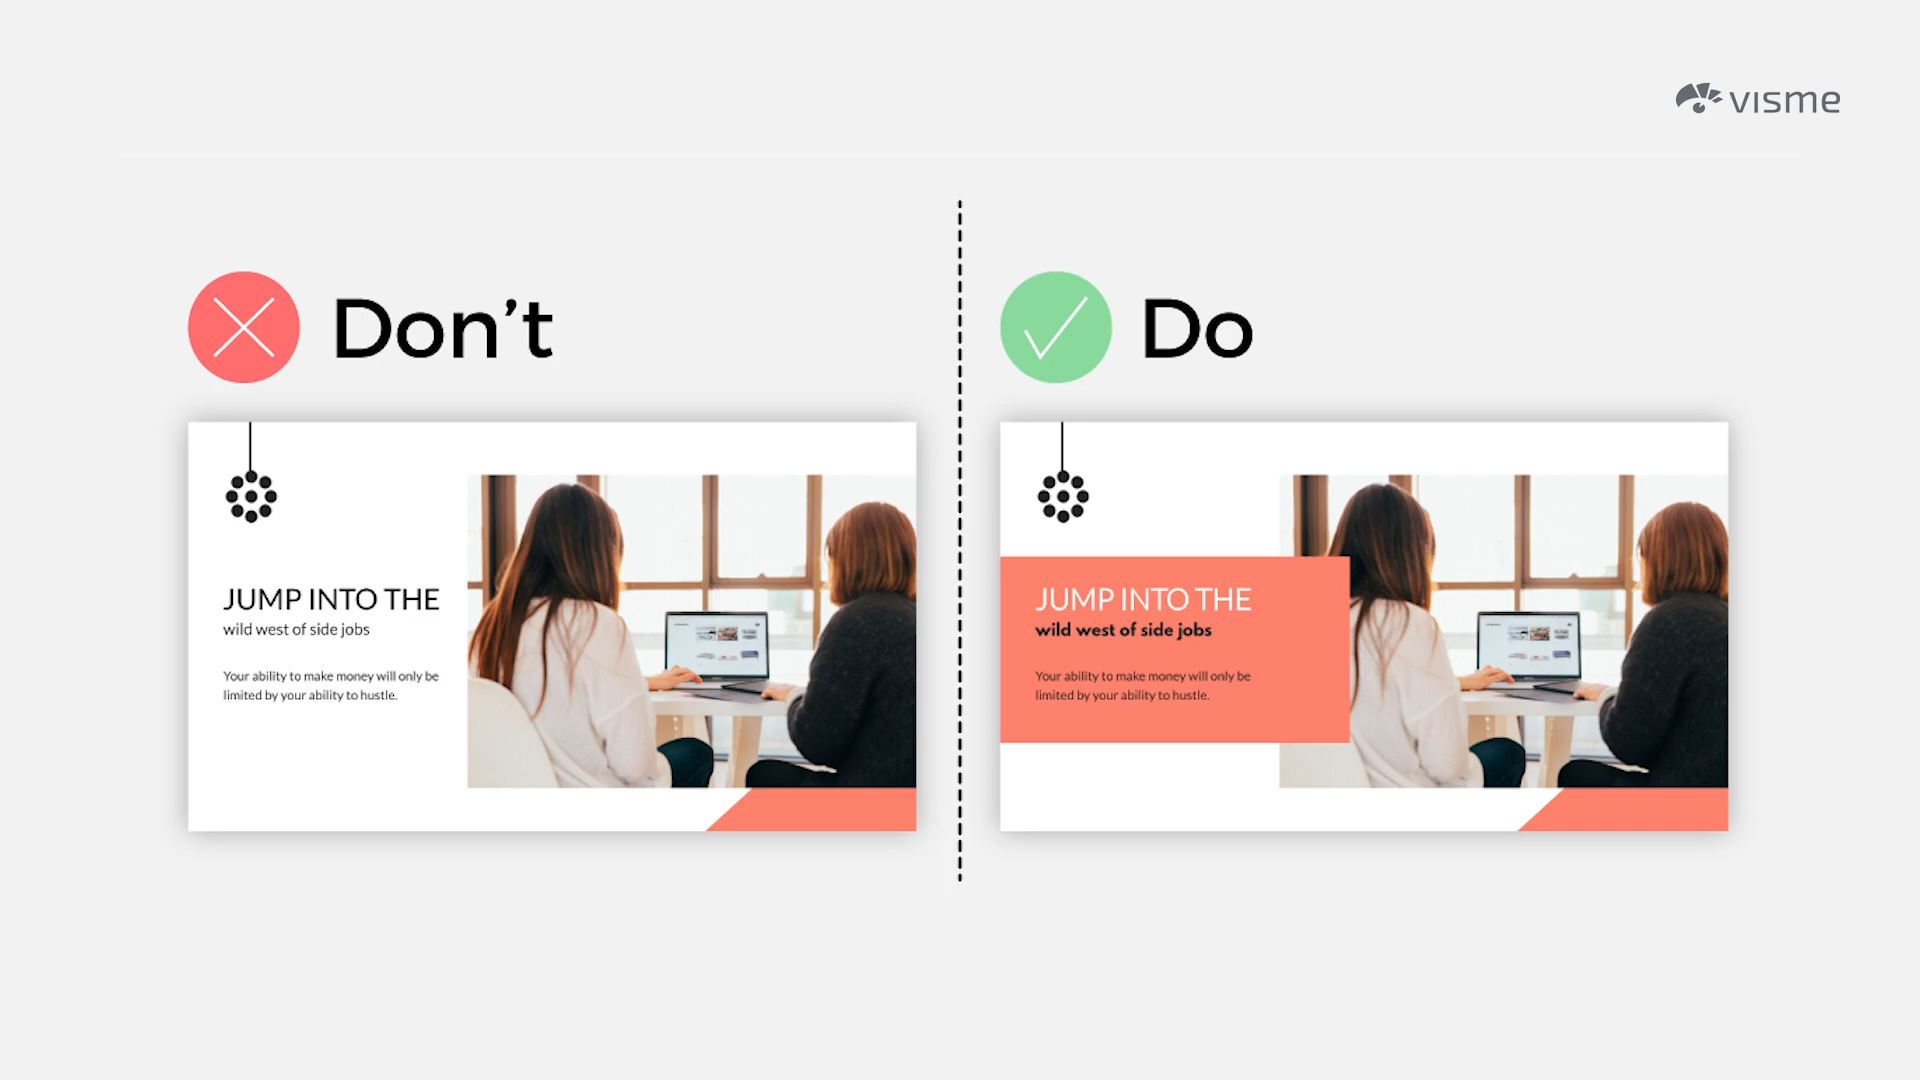 visme
Don't
Do
JUMP INTO THE
wild west of side jobs
Your ability to make money will only be
limited by your ability to hustle.
JUMP INTO THE
wild west of side jobs
Your ability to make money will only be
limited by your ability to hustle.